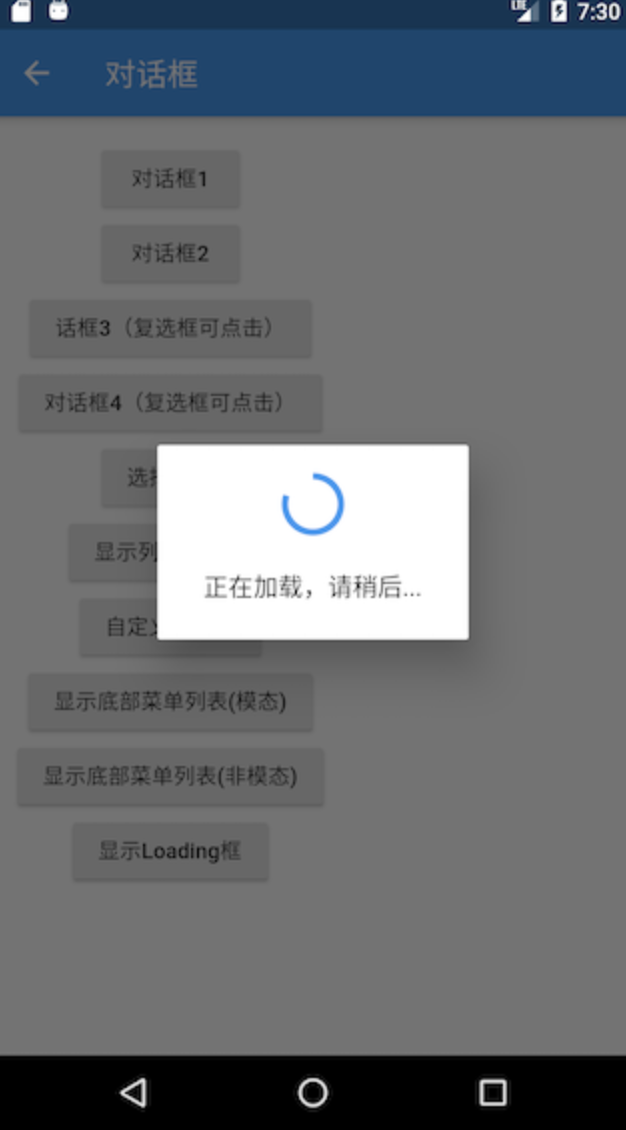 LTE 7:30
对话框
对话框1
对话框2
话框3（复选框可点击）
对话框4（复选框可点击）
选
显示列
正在加载，请稍后...
自定
显示底部菜单列表(模态)
显示底部菜单列表(非模态)
显示Loading框